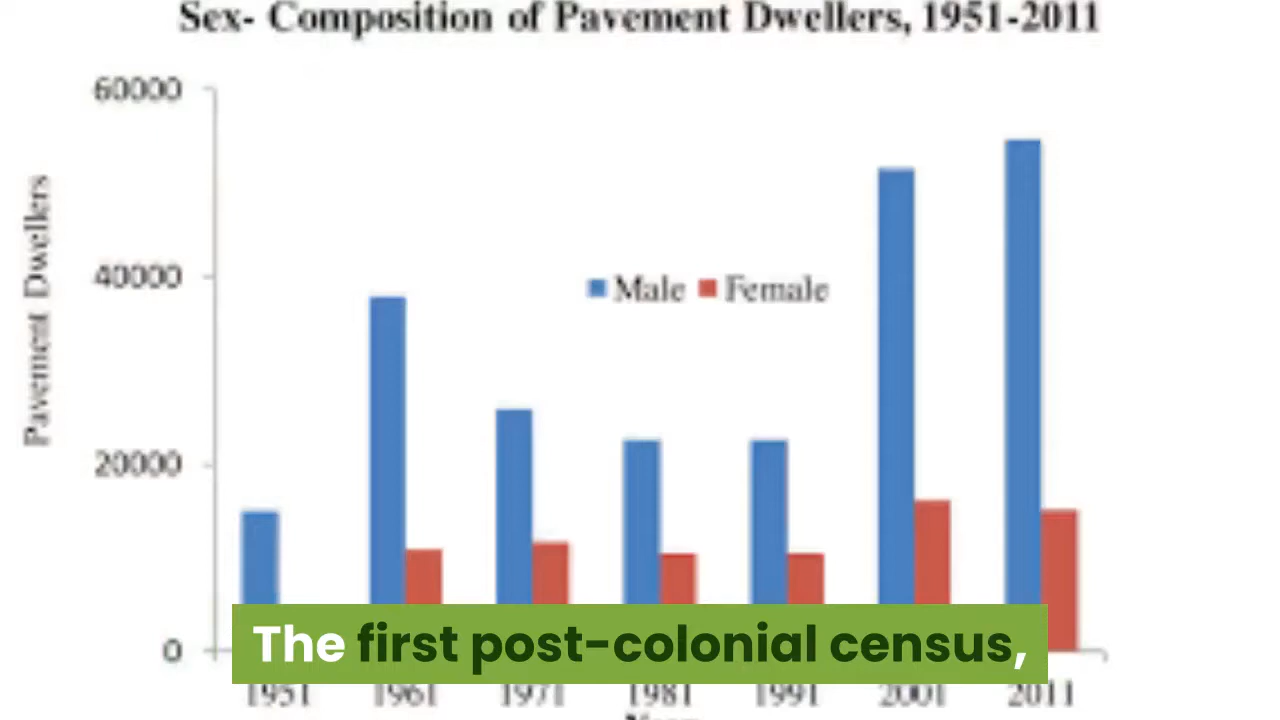 Sex- Composition of Pavement Dwellers, 1951-2011
60000
40000
20000
0
Pavement Dwellers
Male Female
The first post-colonial census,
1951 1961 1971 1981 1991 2001 2011